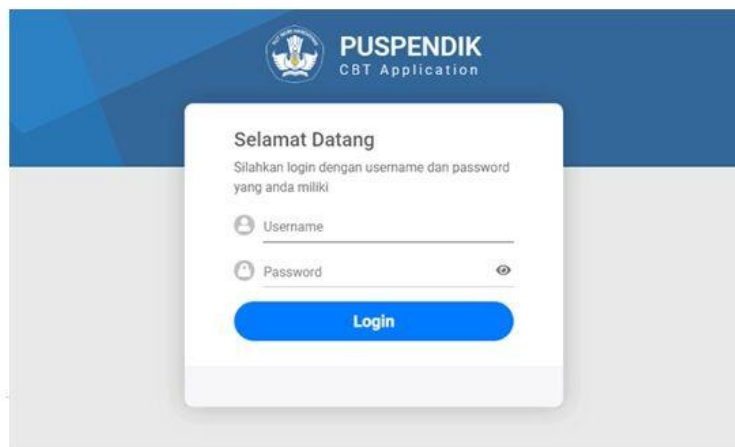 PUSPENDIK
CBT Application
Selamat Datang
Silahkan login dengan username dan password
yang anda miliki
Username
Password
Login